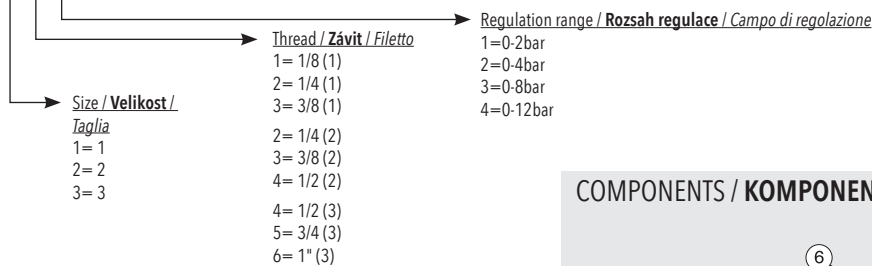 Regulation range / Rozsah regulace / Campo di regolazione
1=0-2bar
2=0-4bar
3=0-8bar
4=0-12bar
Thread / Závit / Filetto
1= 1/8 (1)
2= 1/4 (1)
3= 3/8 (1)
2= 1/4 (2)
3= 3/8 (2)
4= 1/2 (2)
4= 1/2 (3)
5= 3/4 (3)
6= 1" (3)
Size / Velikost /
Taglia
1= 1
2= 2
3= 3
COMPONENTS / KOMPONEN
6